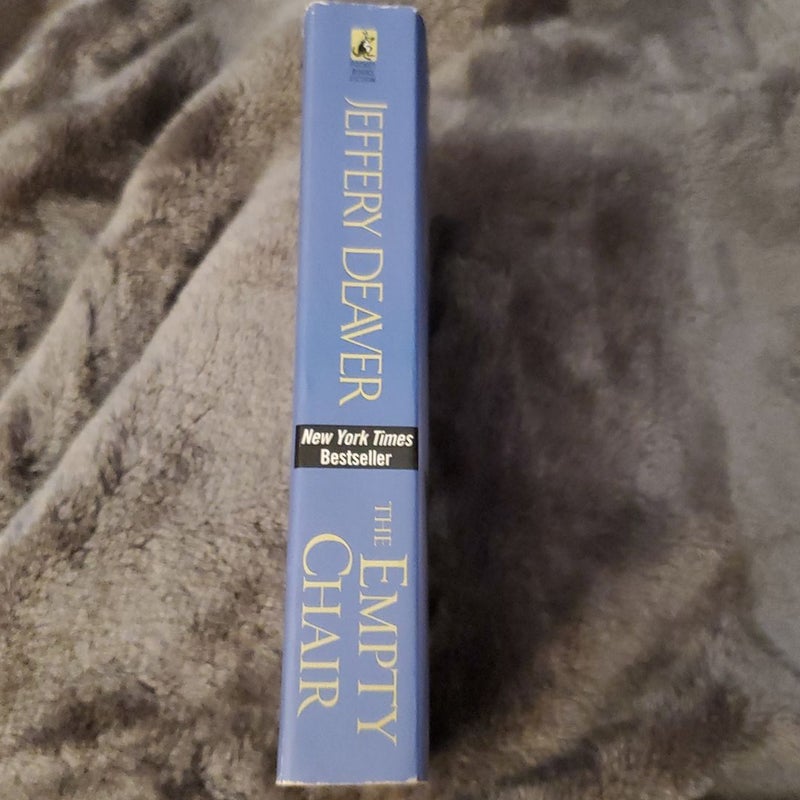 JEFFERY DEAVER
New York Times
Bestseller
THE EMPTY
CHAIR